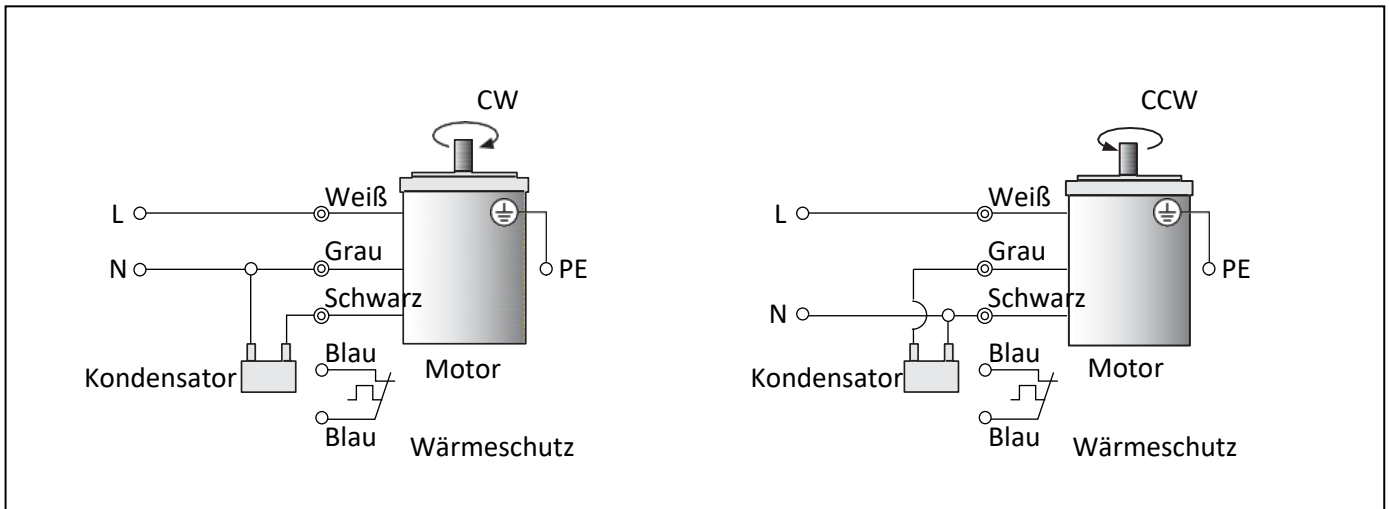 CW
Weiß
L
Grau
N
PE
Schwarz
Blau
Kondensator
Motor
Blau
Wärmeschutz
CCW
Weiß
L
Grau
PE
N
Schwarz
Blau
Kondensator
Motor
Blau
Wärmeschutz